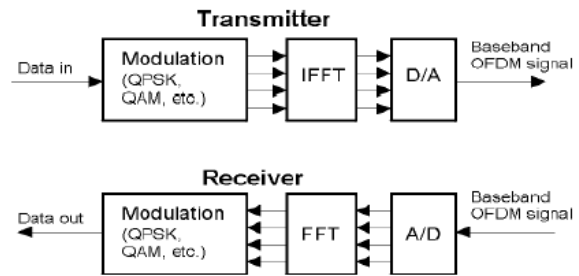 Transmitter
Data in
Modulation
(QPSK,
QAM, etc.)
IFFT
D/A
Baseband
OFDM signal
Receiver
Data out
Modulation
(QPSK,
QAM, etc.)
FFT
A/D
Baseband
OFDM signal